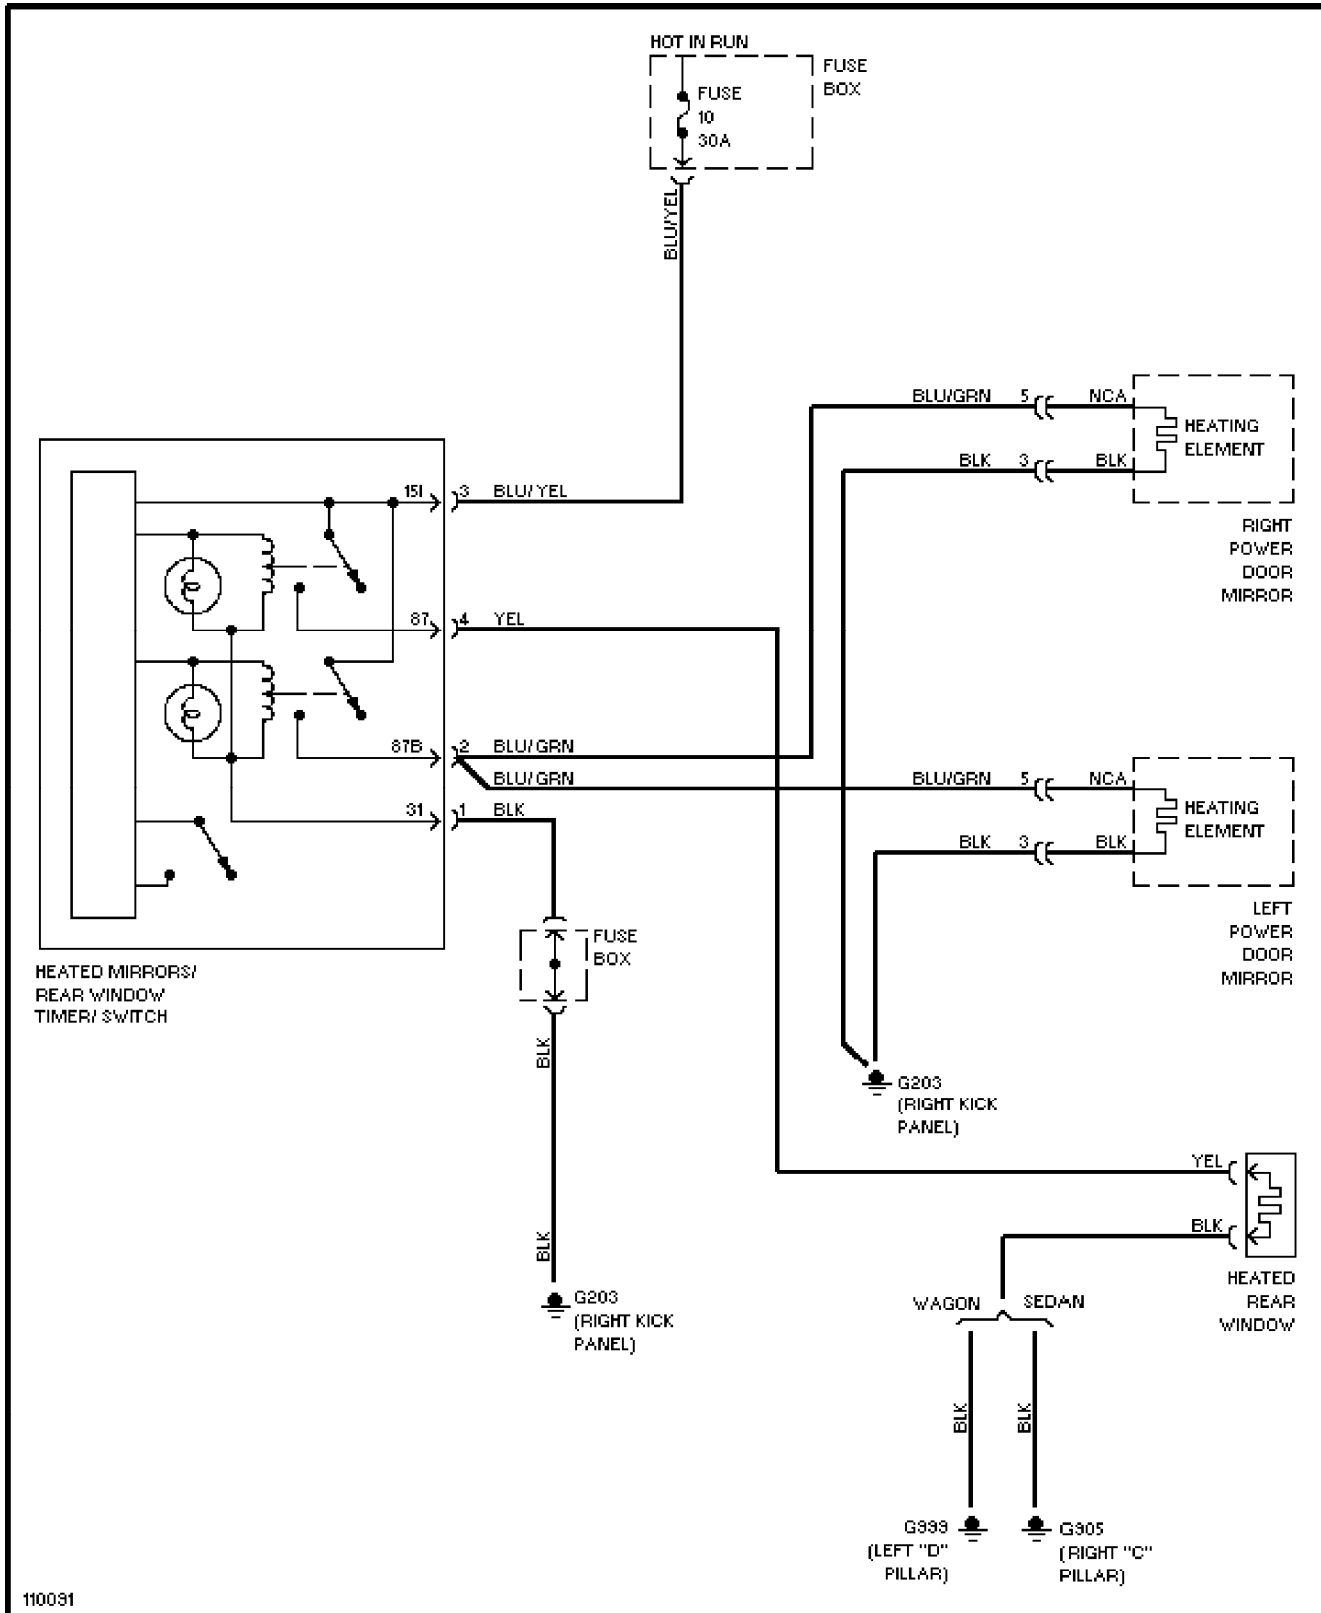 HOT IN RUN
FUSE
BOX
FUSE
10
30A
BLU/YEL
BLU/GRN 5 NCA
HEATING
ELEMENT
BLK 3 BLK
RIGHT
POWER
DOOR
MIRROR
15I 3 BLU/YEL
87 4 YEL
87B 2 BLU/GRN
BLU/GRN
31 1 BLK
BLU/GRN 5 NCA
HEATING
ELEMENT
BLK 3 BLK
LEFT
POWER
DOOR
MIRROR
HEATED MIRRORS/
REAR WINDOW
TIMER/ SWITCH
FUSE
BOX
BLK
BLK
G203
(RIGHT KICK
PANEL)
G203
(RIGHT KICK
PANEL)
YEL
BLK
HEATED
REAR
WINDOW
WAGON SEDAN
BLK
BLK
G999
(LEFT "D"
PILLAR)
G905
(RIGHT "C"
PILLAR)
110091